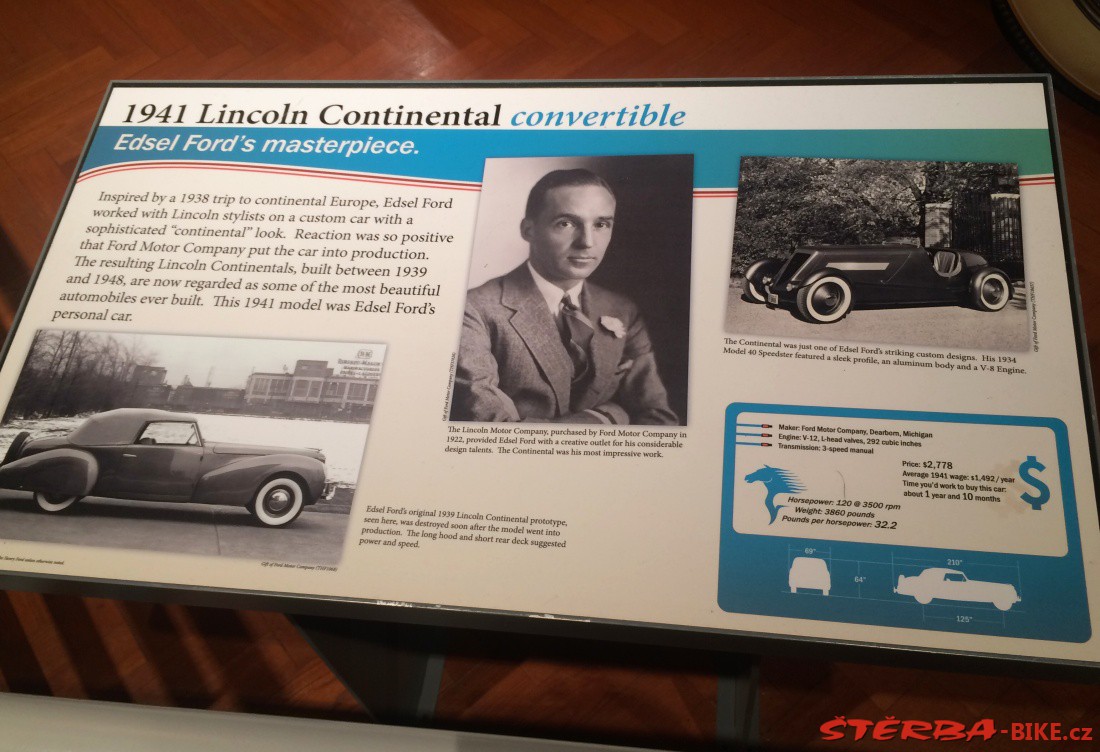 1941 Lincoln Continental convertible
Edsel Ford's masterpiece.
Inspired by a 1938 trip to continental Europe, Edsel Ford
worked with Lincoln stylists on a custom car with a
sophisticated "continental" look. Reaction was so positive
that Ford Motor Company put the car into production.
The resulting Lincoln Continentals, built between 1939
and 1948, are now regarded as some of the most beautiful
automobiles ever built. This 1941 model was Edsel Ford's
personal car.
The Lincoln Motor Company, purchased by Ford Motor Company in
1922, provided Edsel Ford with a creative outlet for his considerable
design talents. The Continental was his most impressive work.
The Continental was just one of Edsel Ford's striking custom designs. His 1934
Model 40 Speedster featured a sleek profile, an aluminum body and a V-8 Engine.
Edsel Ford's original 1939 Lincoln Continental prototype,
seen here, was destroyed soon after the model went into
production. The long hood and short rear deck suggested
power and speed.
Gift of Ford Motor Company
Maker: Ford Motor Company, Dearborn, Michigan
Engine: V-12, L-head valves, 292 cubic inches
Transmission: 3-speed manual
Horsepower: 120 @ 3500 rpm
Weight: 3860 pounds
Pounds per horsepower: 32.2
Price: $2,778
Average 1941 wage: $1,492/year
Time you'd work to buy this car:
about 1 year and 10 months
$
69"
64"
210"
125"
ŠTĚRBA-BIKE.cz